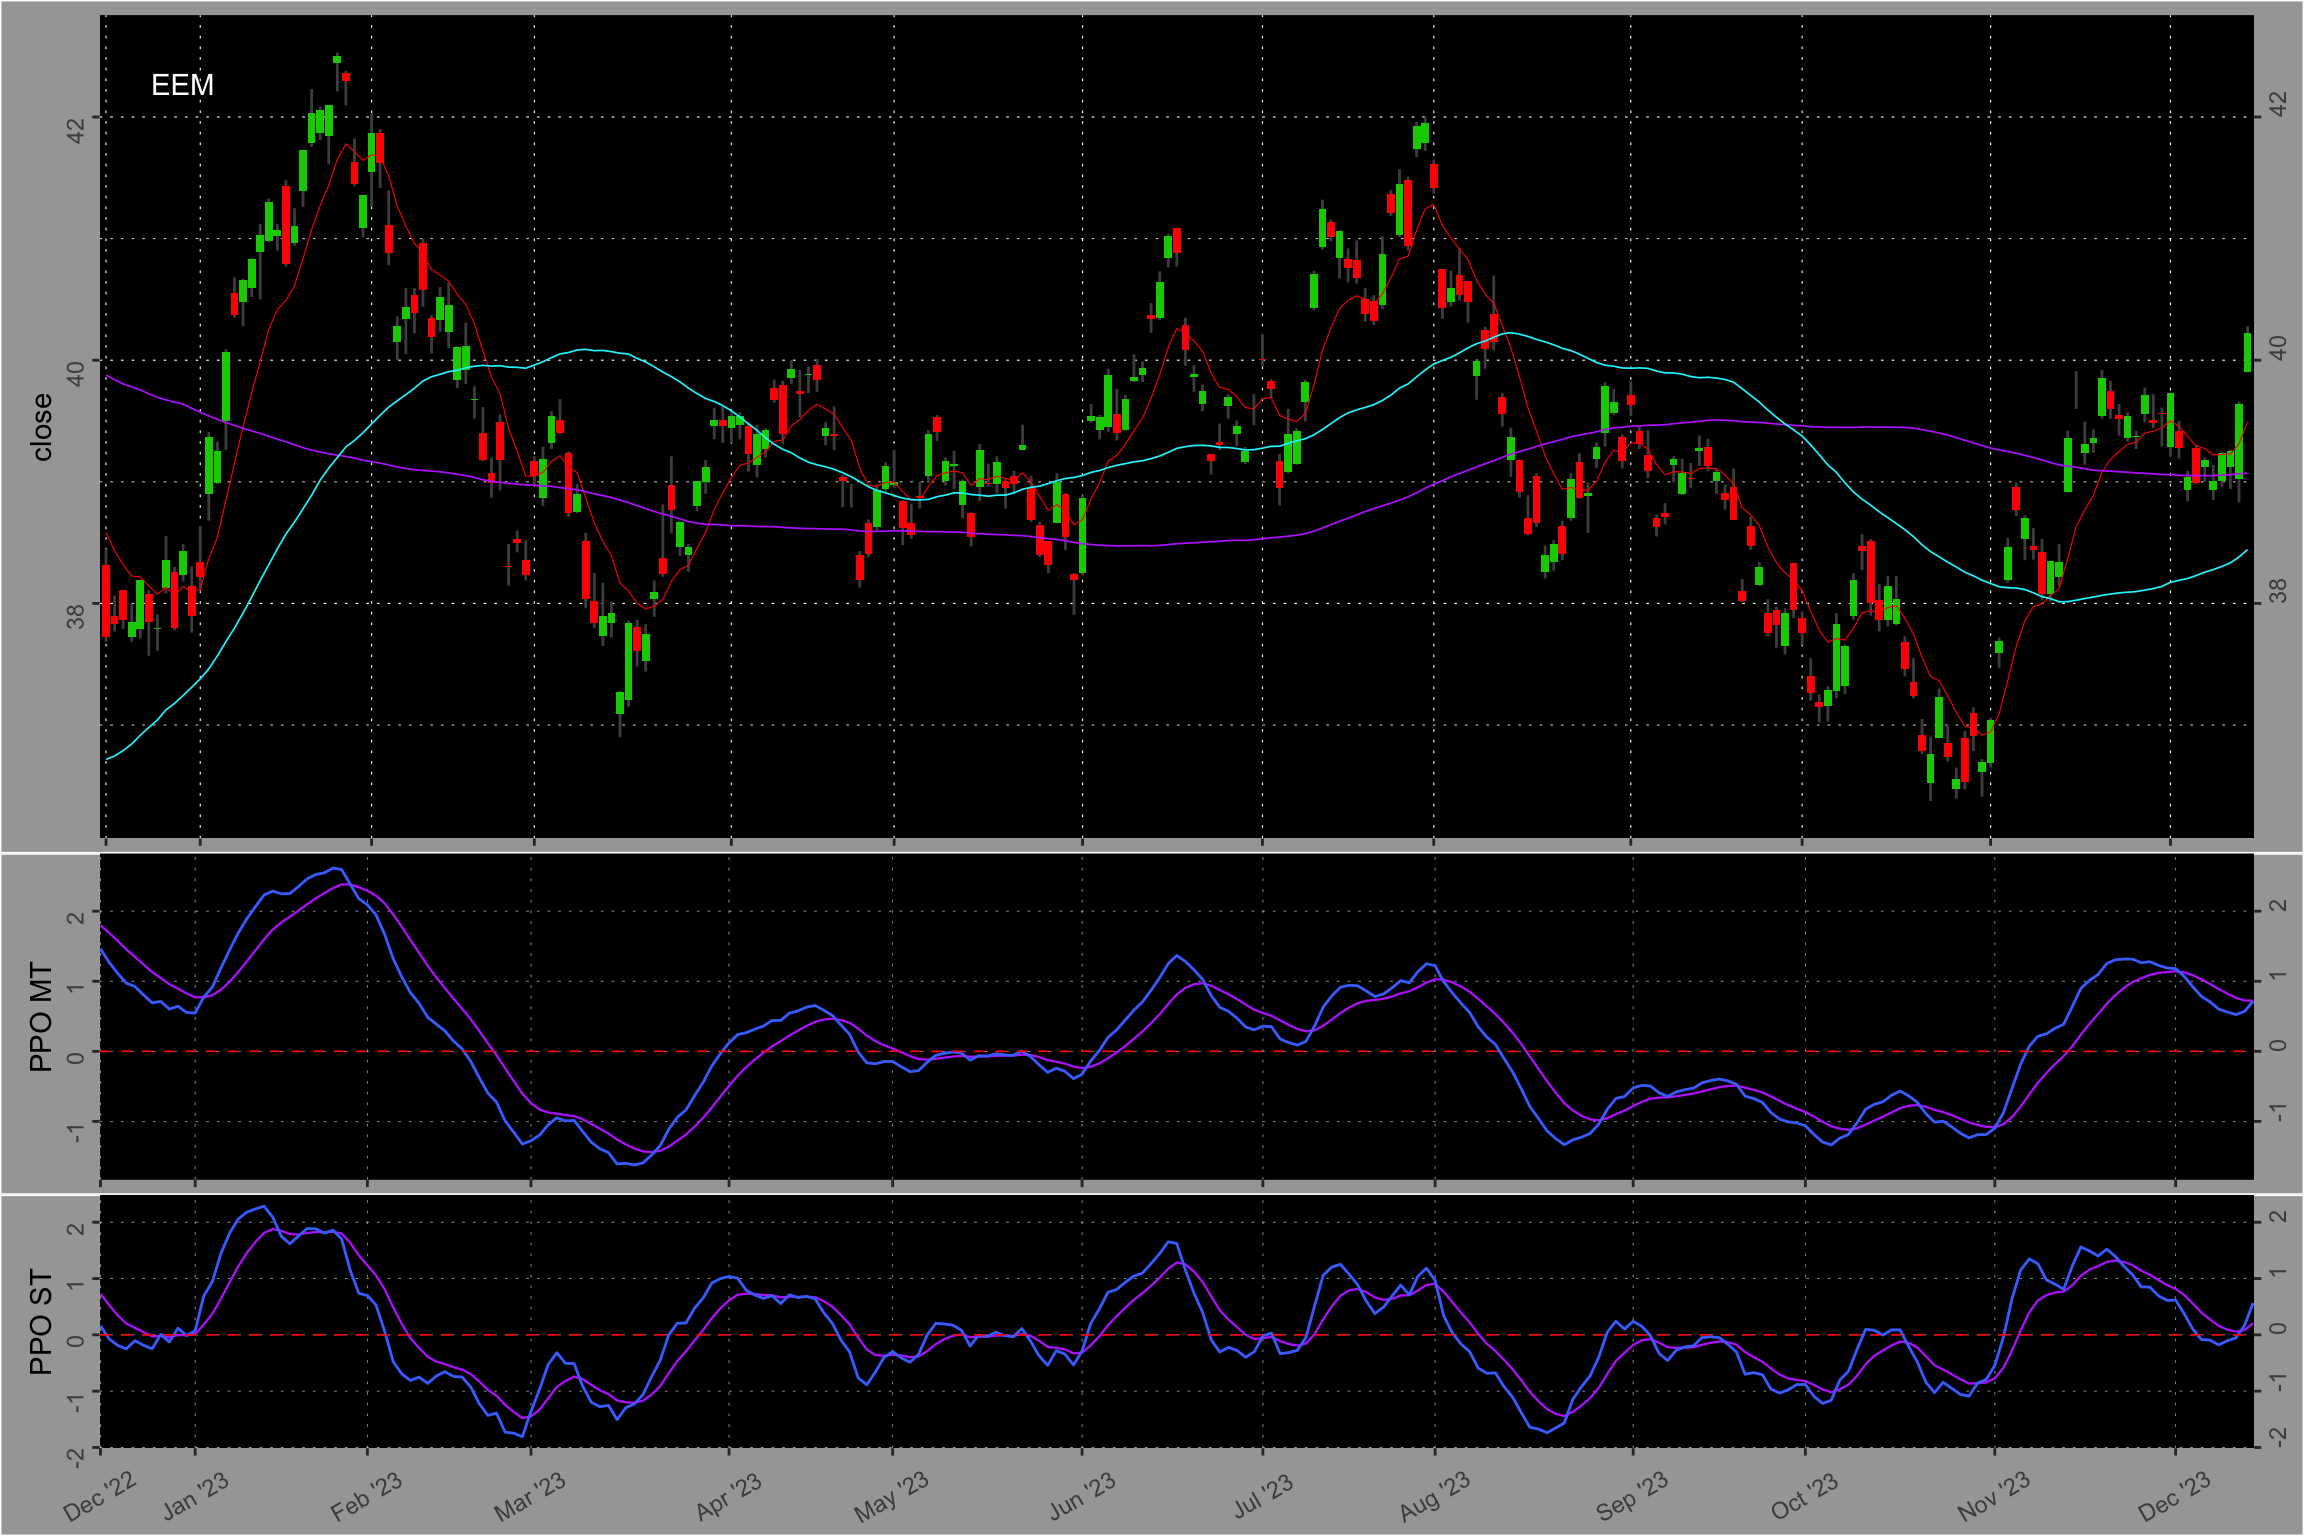 EEM
close
42
40
38
42
40
38
PPO MT
2
1
0
-1
2
1
0
-1
PPO ST
2
1
0
-1
-2
2
1
0
-1
-2
Dec '22
Jan '23
Feb '23
Mar '23
Apr '23
May '23
Jun '23
Jul '23
Aug '23
Sep '23
Oct '23
Nov '23
Dec '23